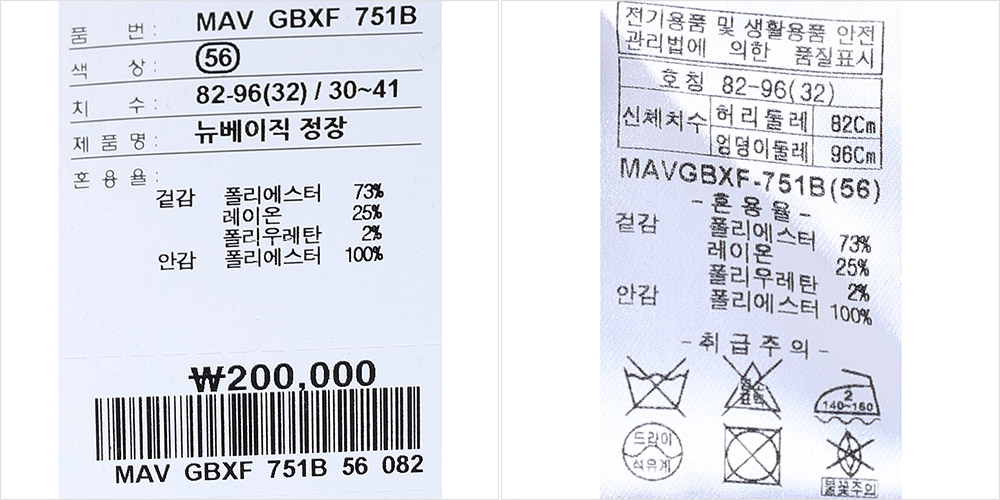 품 번 : MAV GBXF 751B
색 상 : 56
치 수 : 82-96(32) / 30~41
제 품 명 : 뉴베이직 정장
혼 용 율 :
겉감 폴리에스터 73%
레이온 25%
폴리우레탄 2%
안감 폴리에스터 100%
₩200,000
MAV GBXF 751B 56 082
전기용품 및 생활용품 안전
관리법에 의한 품질표시
호칭 82-96(32)
신체치수 허리둘레 82Cm
엉덩이둘레 96Cm
MAVGBXF-751B(56)
- 혼 용 율 -
겉감 폴리에스터 73%
레이온 25%
폴리우레탄 2%
안감 폴리에스터 100%
- 취 급 주 의 -
염소
표백
2
140~160
드라이
석유계
불꽃주의